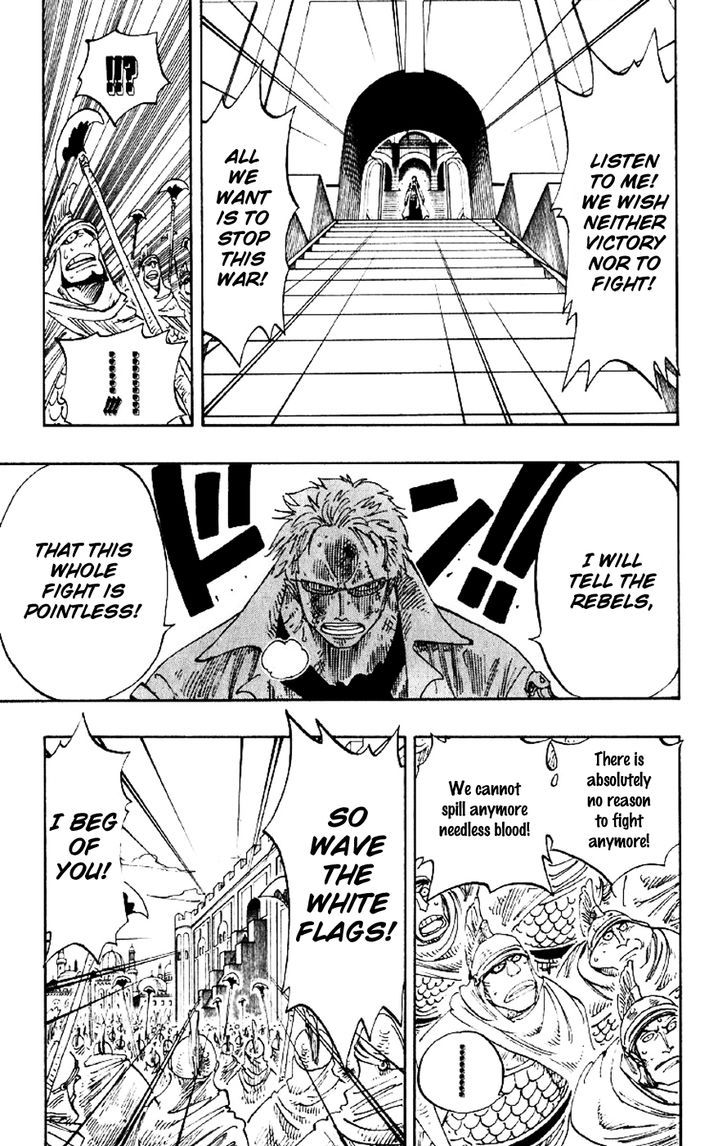 LISTEN
TO ME!
WE WISH
NEITHER
VICTORY
NOR TO
FIGHT!
ALL
WE
WANT
IS TO
STOP
THIS
WAR!
!!?
!!!
I WILL
TELL THE
REBELS,
ドン!!
THAT THIS
WHOLE
FIGHT IS
POINTLESS!
There is
absolutely
no reason
to fight
anymore!
We cannot
spill anymore
needless blood!
SO
WAVE
THE
WHITE
FLAGS!
I BEG
OF
YOU!